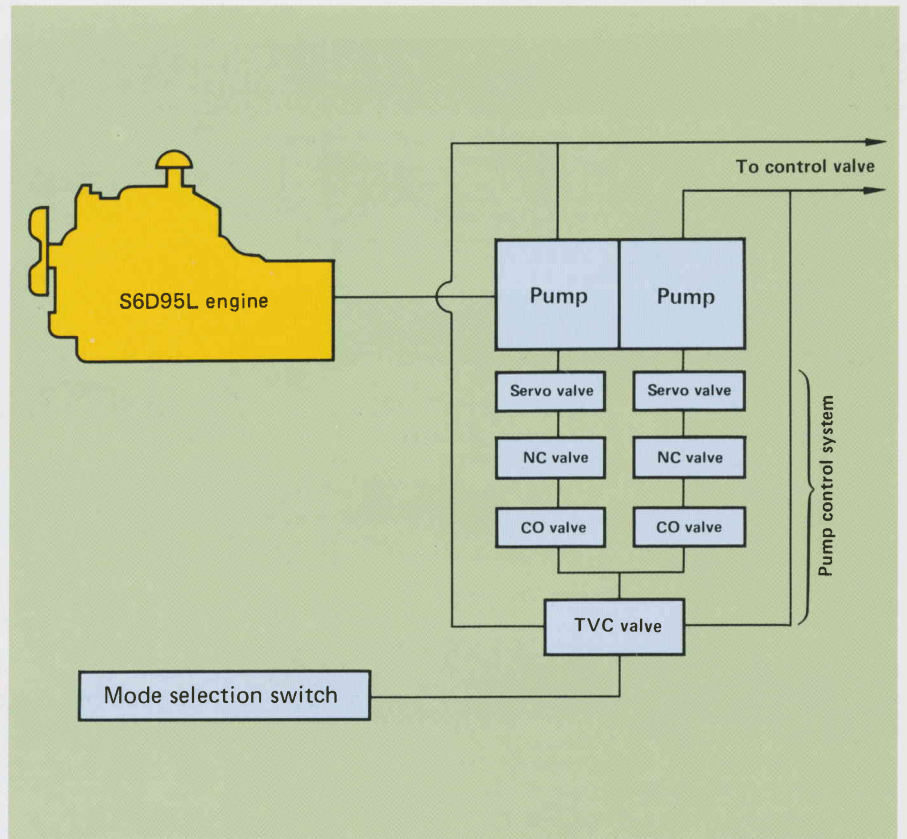 To control valve
S6D95L engine
Pump
Pump
Servo valve
Servo valve
NC valve
NC valve
CO valve
CO valve
Pump control system
TVC valve
Mode selection switch